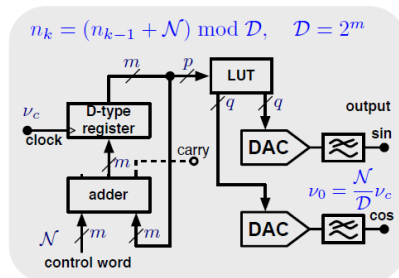 n_k = (n_{k−1} + 𝒩) mod 𝒟, 𝒟 = 2^m
m
p
LUT
ν_c
D-type
register
clock
q
q
output
DAC
sin
m
carry
adder
ν_0 = 𝒩/𝒟 ν_c
𝒩
m
m
DAC
cos
control word